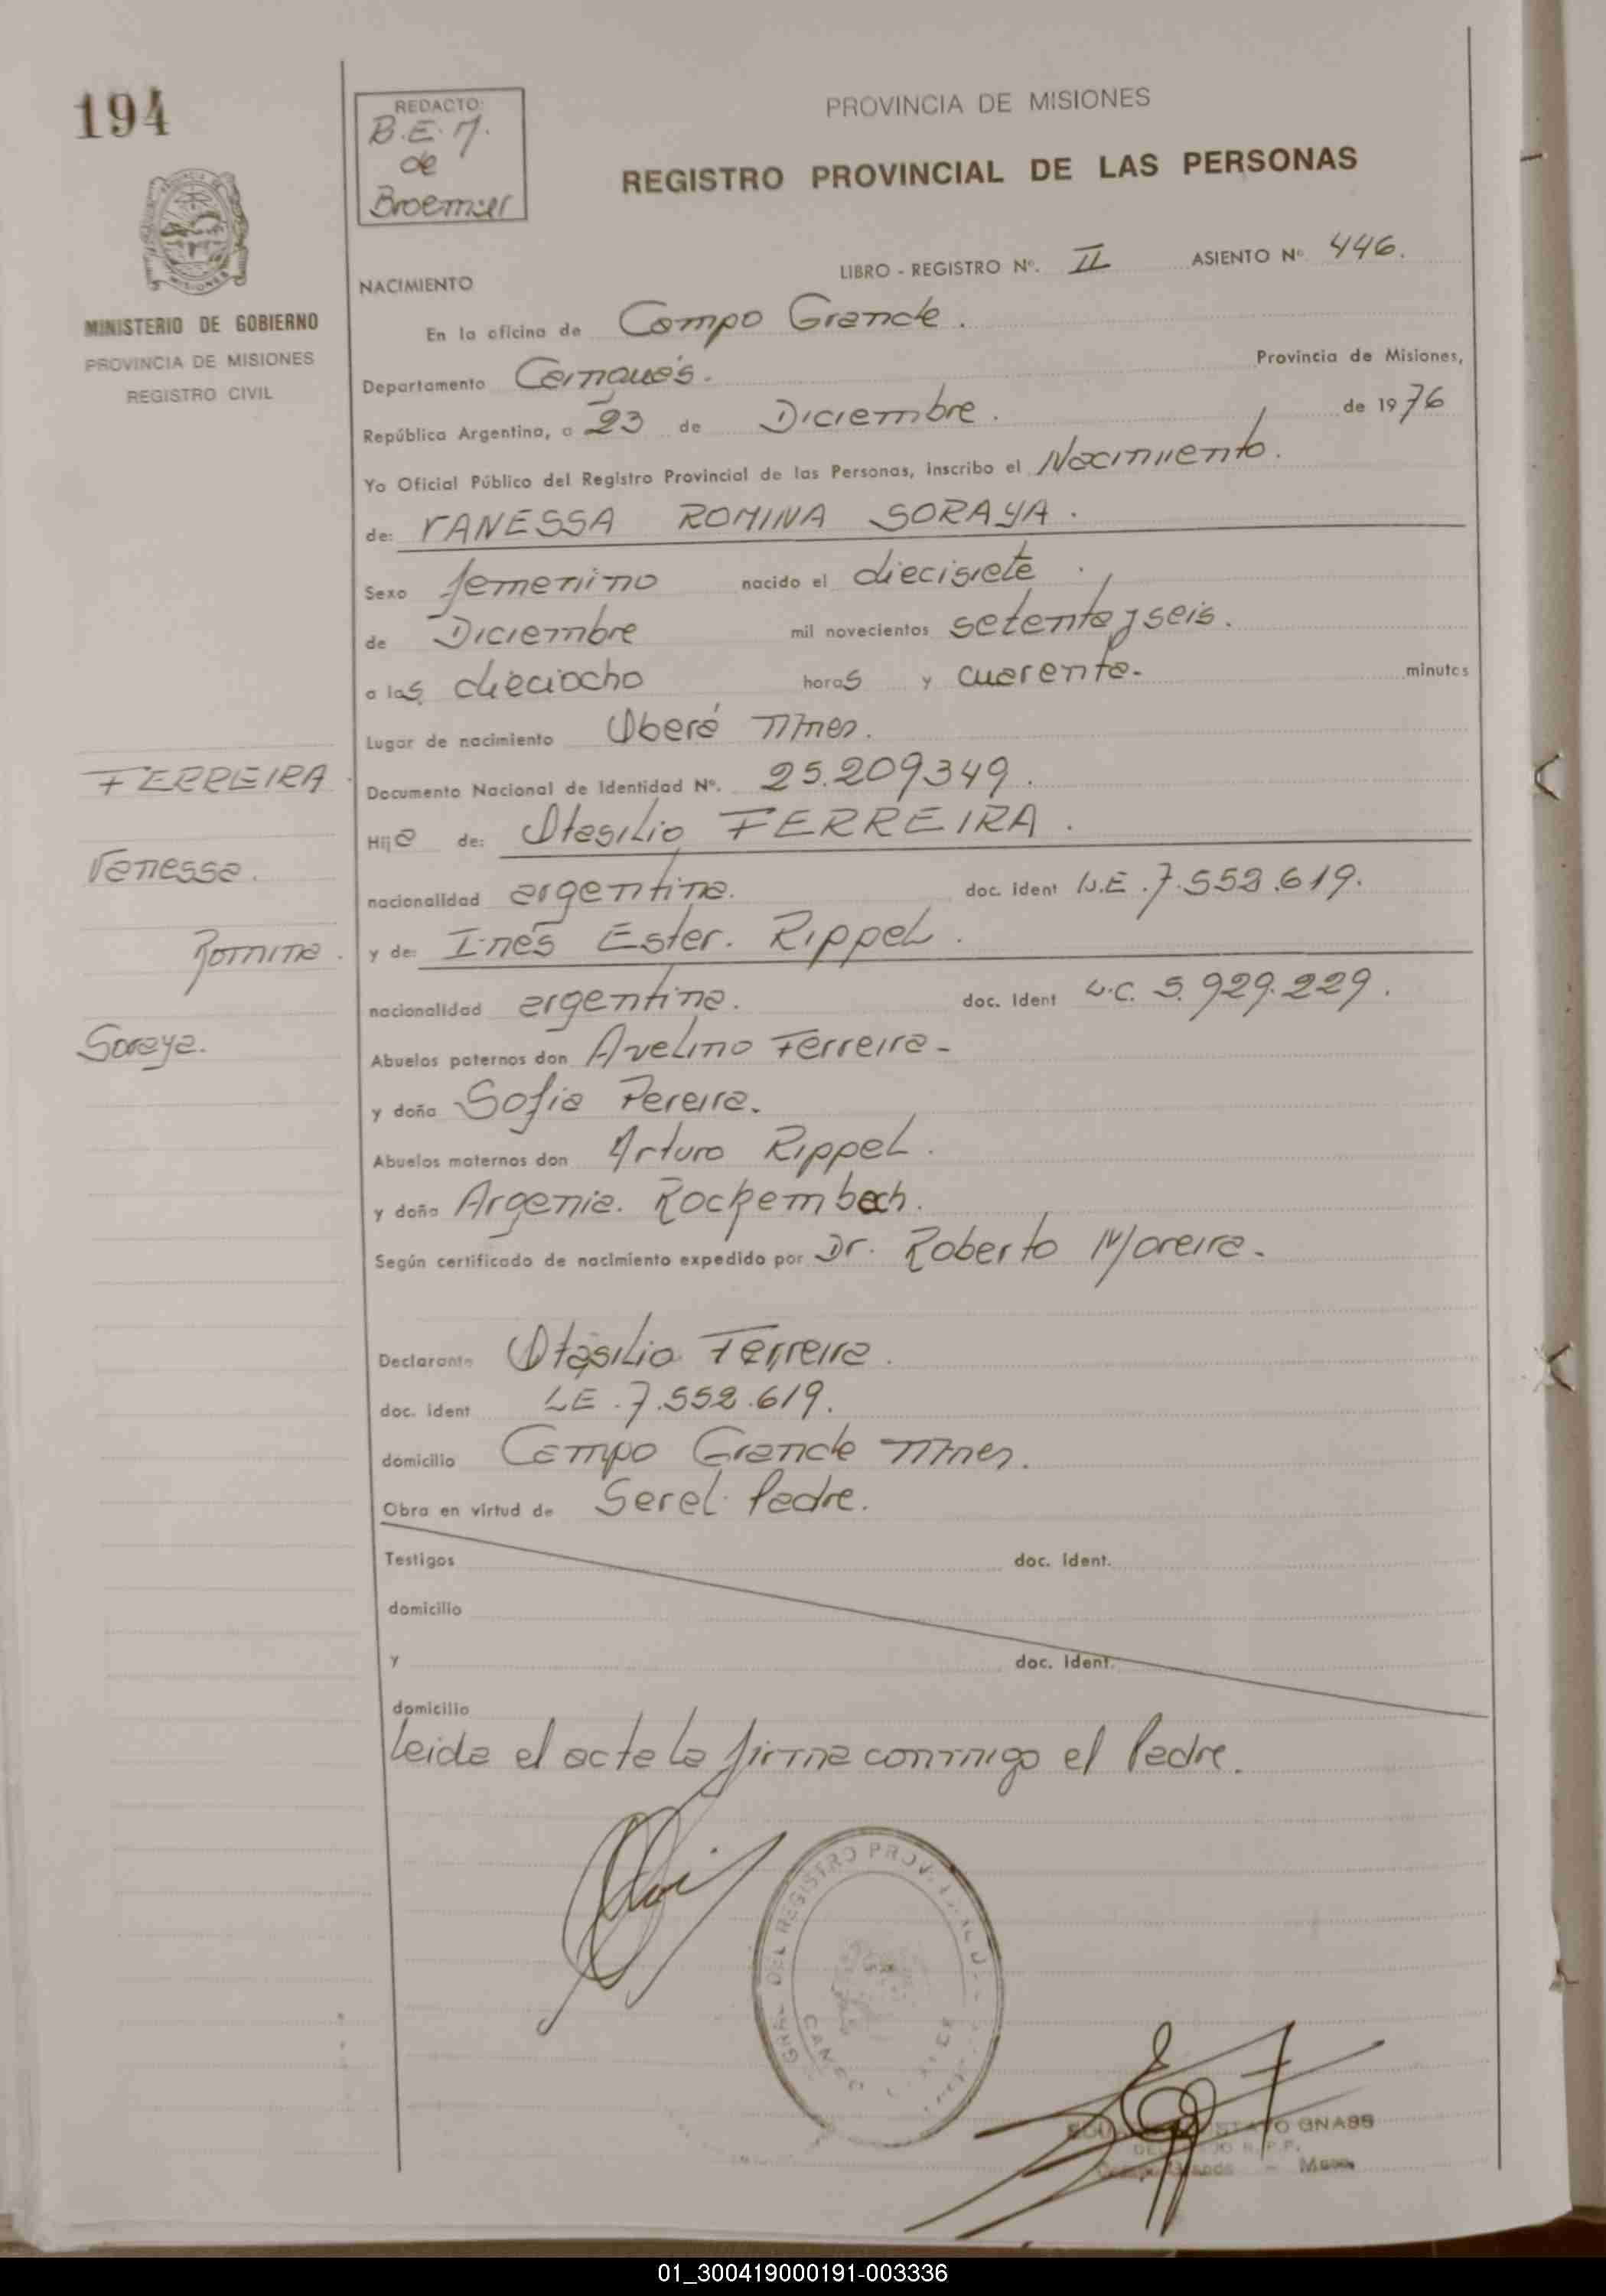 194
REDACTO:
B.E.M.
de
PROVINCIA DE MISIONES
REGISTRO PROVINCIAL DE LAS PERSONAS
MINISTERIO DE GOBIERNO
PROVINCIA DE MISIONES
REGISTRO CIVIL
LIBRO - REGISTRO Nº. II ASIENTO Nº 446.
NACIMIENTO
En la oficina de Campo Grande.
Departamento Cainguás. Provincia de Misiones,
República Argentina, a 23 de Diciembre. de 1976
Yo Oficial Público del Registro Provincial de las Personas, inscribo el Nacimiento.
de: VANESSA ROMINA SORAYA.
Sexo femenino nacido el diecisiete.
de Diciembre mil novecientos setenta y seis.
a las dieciocho horas y cuarenta. minutos
Lugar de nacimiento Oberá Mnes.
FERREIRA.
Documento Nacional de Identidad Nº. 25.209349.
Hija de: Otasilio FERREIRA.
Vanessa.
nacionalidad argentina. doc. ident L.E. 7.552.619.
Romina.
y de: Inés Ester. Rippel.
nacionalidad argentina. doc. ident L.C. 5.929.229.
Soraya.
Abuelos paternos don Avelino Ferreira-
y doña Sofia Pereira.
Abuelos maternos don Arturo Rippel.
y doña Argenia. Rockembach.
Según certificado de nacimiento expedido por Dr. Roberto Moreira.
Declarante Otasilio Ferreira.
doc. ident LE. 7.552.619.
domicilio Campo Grande Mnes.
Obra en virtud de Ser el Padre.
Testigos doc. ident.
domicilio
y doc. ident.
domicilio
Leida el acta la firma conmigo el Padre.
DEL REGISTRO
GNASS
01_300419000191-003336